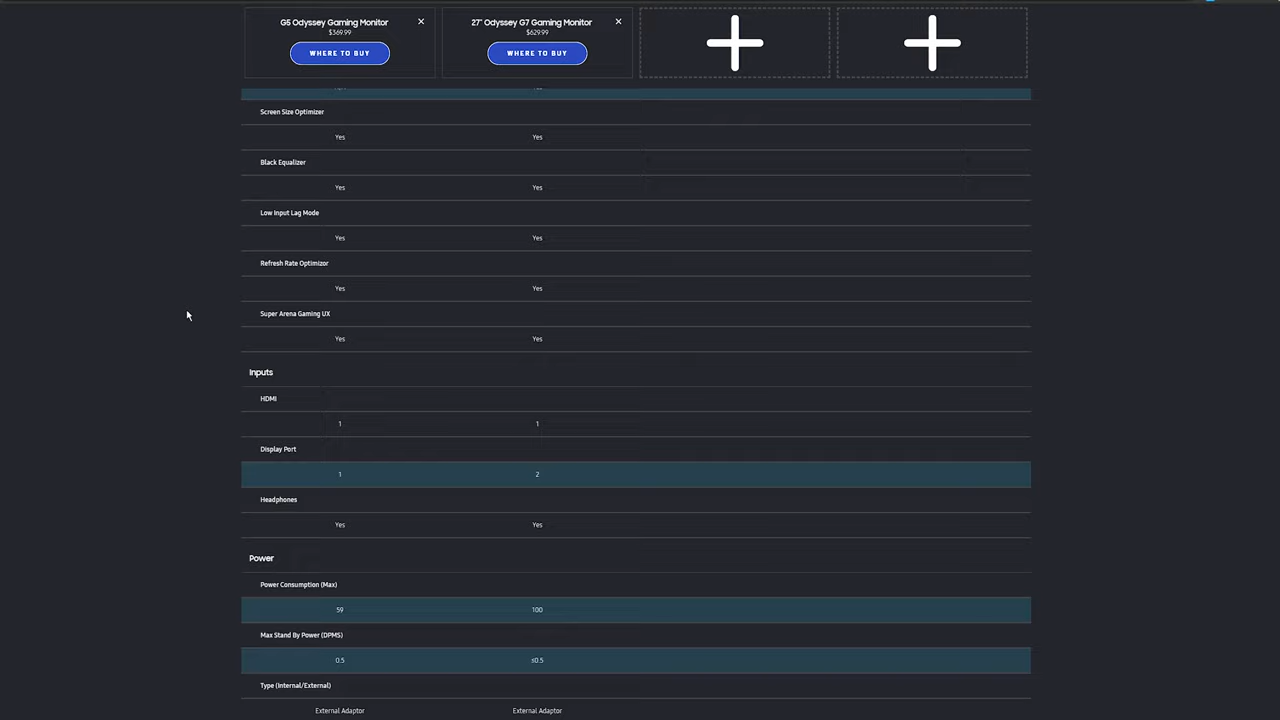 G5 Odyssey Gaming Monitor ✕ 27" Odyssey G7 Gaming Monitor ✕
$369.99 $629.99
WHERE TO BUY WHERE TO BUY
Screen Size Optimizer
Yes Yes
Black Equalizer
Yes Yes
Low Input Lag Mode
Yes Yes
Refresh Rate Optimizor
Yes Yes
Super Arena Gaming UX
Yes Yes
Inputs
HDMI
1 1
Display Port
1 2
Headphones
Yes Yes
Power
Power Consumption (Max)
59 100
Max Stand By Power (DPMS)
0.5 ≤0.5
Type (Internal/External)
External Adaptor External Adaptor